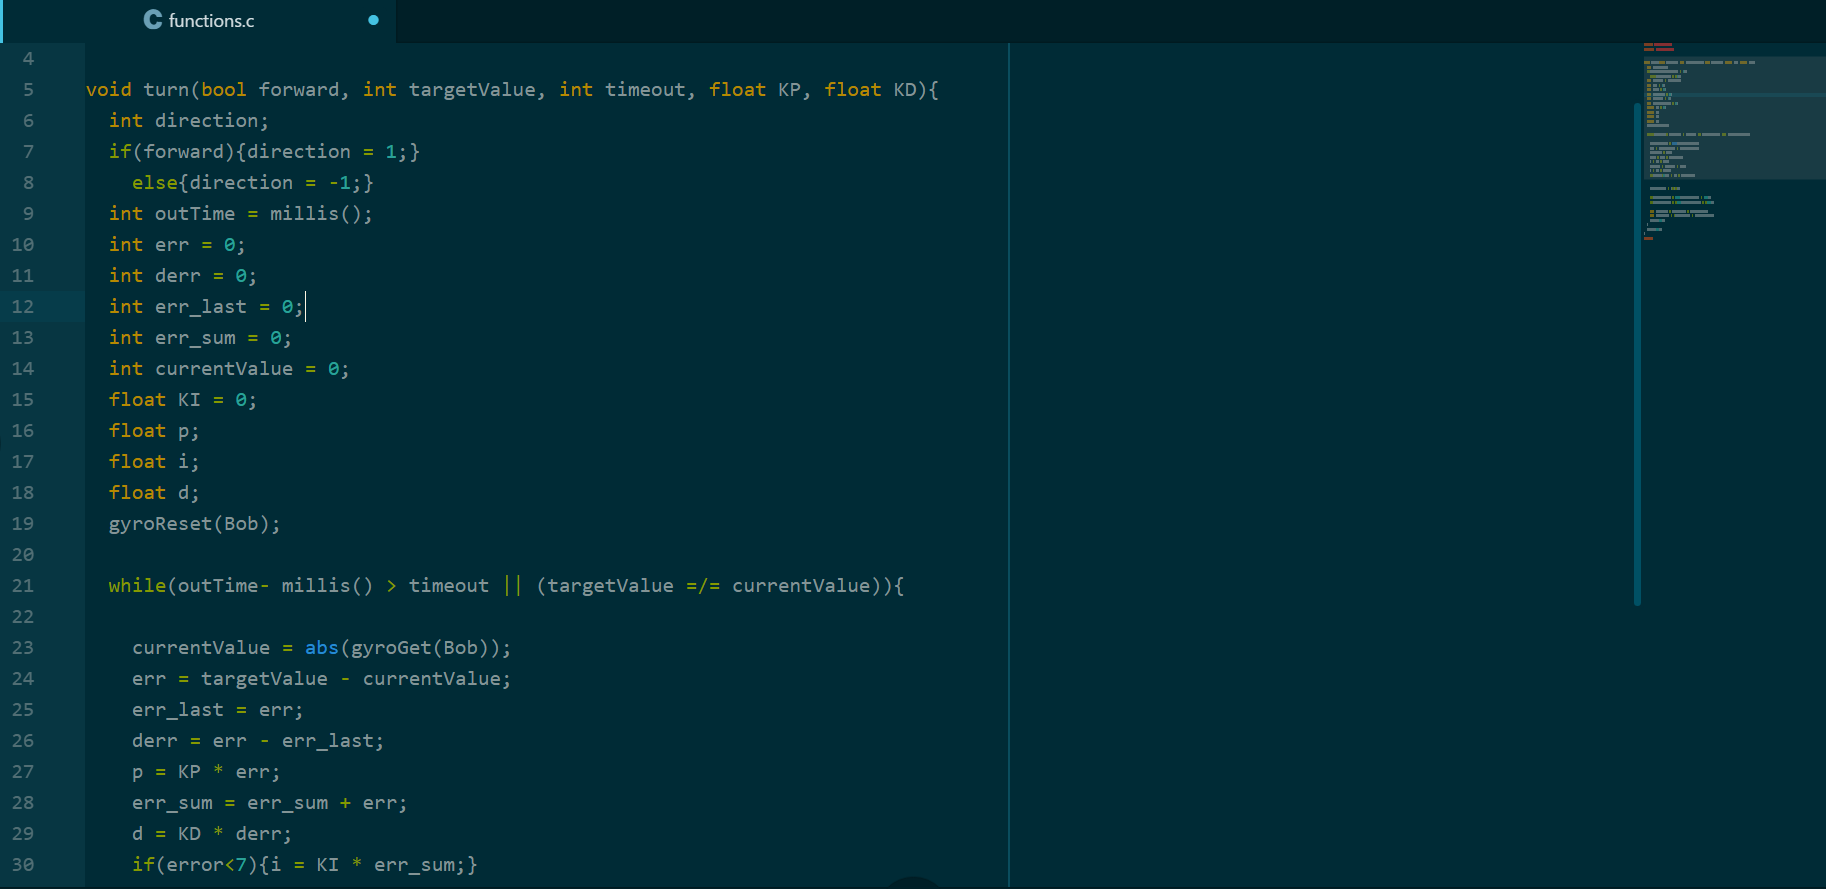 functions.c
4
5 void turn(bool forward, int targetValue, int timeout, float KP, float KD){
6 int direction;
7 if(forward){direction = 1;}
8 else{direction = -1;}
9 int outTime = millis();
10 int err = 0;
11 int derr = 0;
12 int err_last = 0;
13 int err_sum = 0;
14 int currentValue = 0;
15 float KI = 0;
16 float p;
17 float i;
18 float d;
19 gyroReset(Bob);
20
21 while(outTime- millis() > timeout || (targetValue =/= currentValue)){
22
23 currentValue = abs(gyroGet(Bob));
24 err = targetValue - currentValue;
25 err_last = err;
26 derr = err - err_last;
27 p = KP * err;
28 err_sum = err_sum + err;
29 d = KD * derr;
30 if(error<7){i = KI * err_sum;}